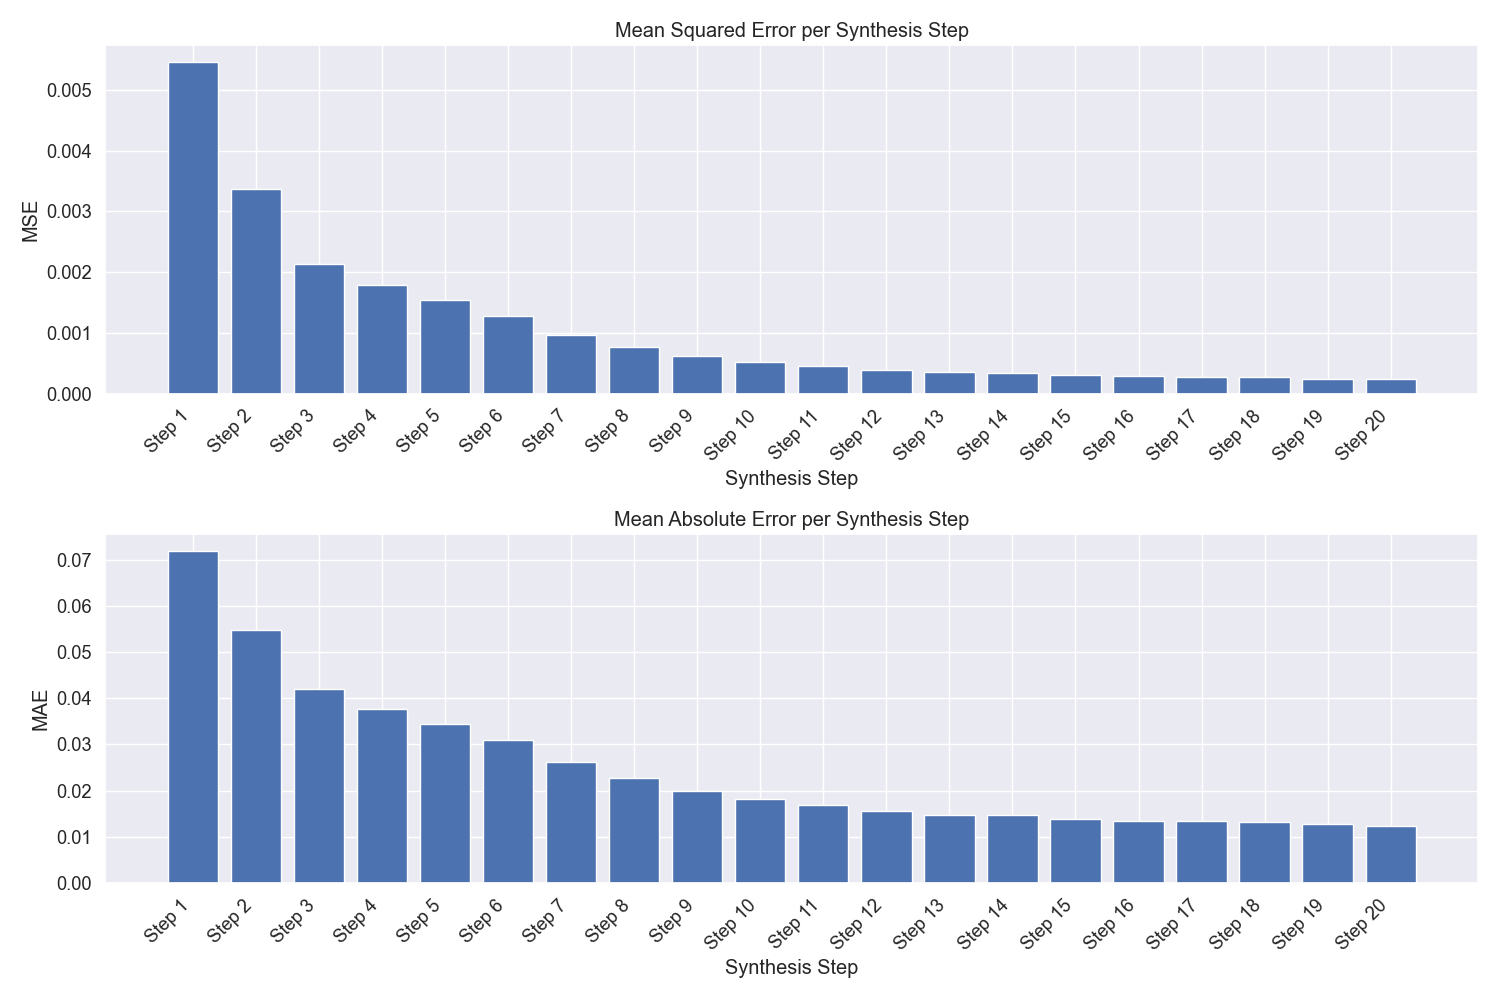 Mean Squared Error per Synthesis Step
MSE
0.005
0.004
0.003
0.002
0.001
0.000
Step 1 Step 2 Step 3 Step 4 Step 5 Step 6 Step 7 Step 8 Step 9 Step 10 Step 11 Step 12 Step 13 Step 14 Step 15 Step 16 Step 17 Step 18 Step 19 Step 20
Synthesis Step
Mean Absolute Error per Synthesis Step
MAE
0.07
0.06
0.05
0.04
0.03
0.02
0.01
0.00
Step 1 Step 2 Step 3 Step 4 Step 5 Step 6 Step 7 Step 8 Step 9 Step 10 Step 11 Step 12 Step 13 Step 14 Step 15 Step 16 Step 17 Step 18 Step 19 Step 20
Synthesis Step